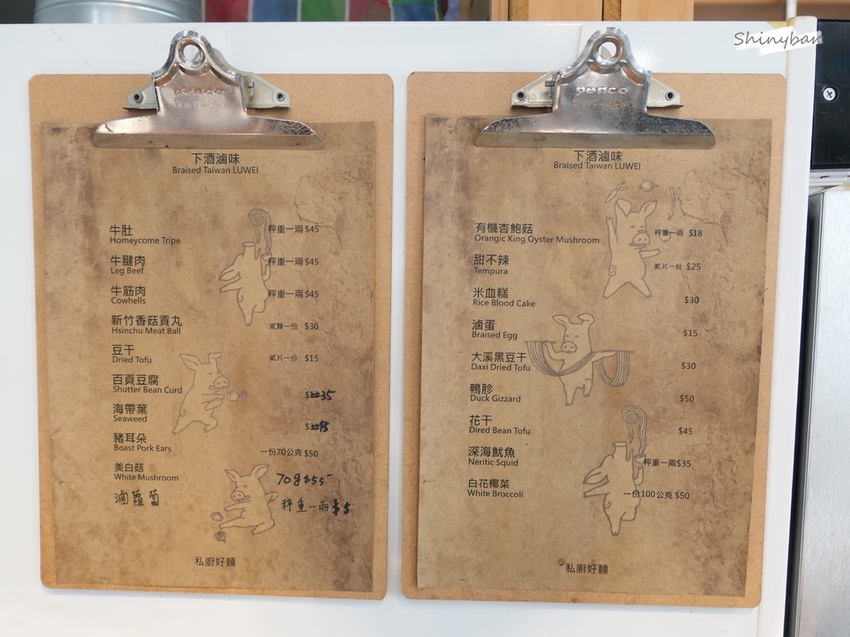 Shinyban
penco
下酒滷味
Braised Taiwan LUWEI
牛肚
Homeycome Tripe
秤重一兩 $45
牛腱肉
Leg Beef
秤重一兩 $45
牛筋肉
Cowhells
秤重一兩 $45
新竹香菇貢丸
Hsinchu Meat Ball
貳顆一份 $30
豆干
Dried Tofu
貳片一份 $15
百頁豆腐
Shutter Bean Curd
35
海帶葉
Seaweed
豬耳朵
Boast Pork Ears
一份70公克 $50
美白菇
White Mushroom
70g $55
滷蘿蔔
秤重一兩 $5
私廚好麵
penco
下酒滷味
Braised Taiwan LUWEI
有機杏鮑菇
Orangic King Oyster Mushroom
秤重一兩 $18
甜不辣
Tempura
貳片一份 $25
米血糕
Rice Blood Cake
$30
滷蛋
Braised Egg
$15
大溪黑豆干
Daxi Dried Tofu
$30
鴨胗
Duck Gizzard
$50
花干
Dired Bean Tofu
$45
深海魷魚
Neritic Squid
秤重一兩$35
白花椰菜
White Broccoli
一份100公克 $50
私廚好麵